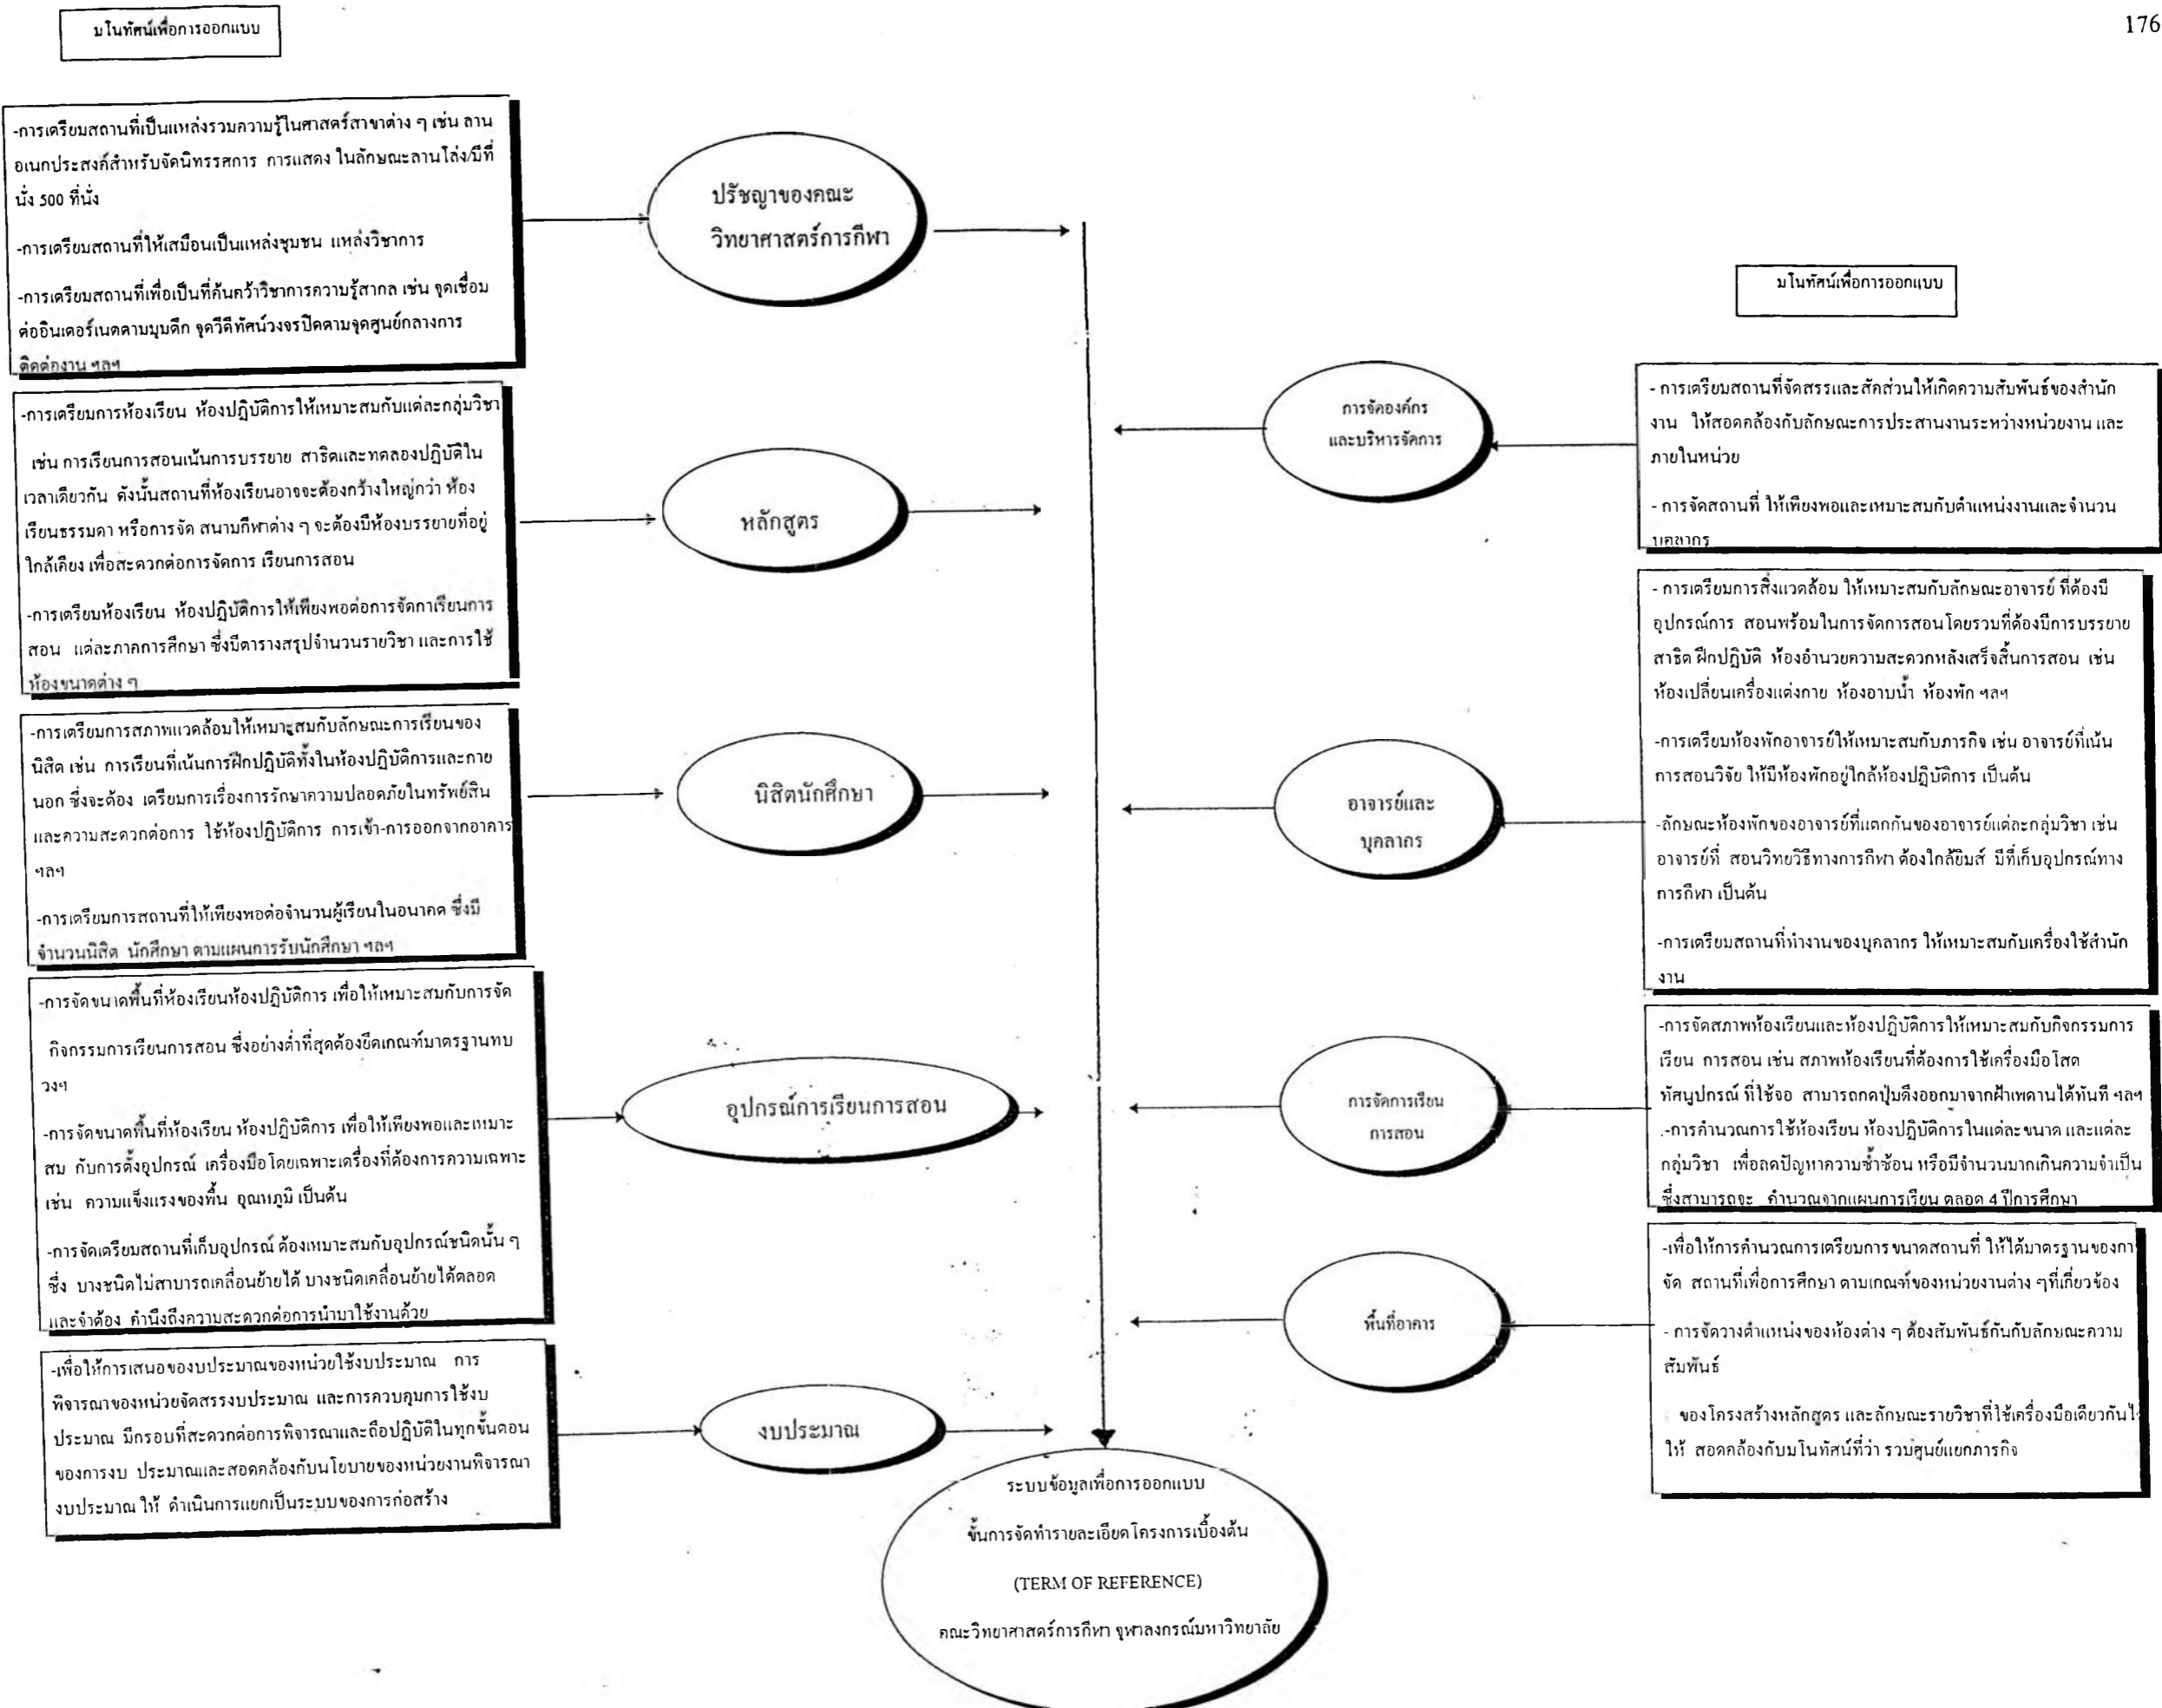 176
มโนทัศน์เพื่อการออกแบบ
-การเตรียมสถานที่เป็นแหล่งรวมความรู้ในศาสตร์สาขาต่าง ๆ เช่น ลาน
อเนกประสงค์สำหรับจัดนิทรรศการ การแสดง ในลักษณะลานโล่ง/มีที่
นั่ง 500 ที่นั่ง
-การเตรียมสถานที่ให้เสมือนเป็นแหล่งชุมชน แหล่งวิชาการ
-การเตรียมสถานที่เพื่อเป็นที่ค้นคว้าวิชาการความรู้สากล เช่น จุดเชื่อม
ต่ออินเตอร์เนตตามมุมตึก จุดวีดีทัศน์วงจรปิดตามจุดศูนย์กลางการ
ติดต่องาน ฯลฯ
ปรัชญาของคณะ
วิทยาศาสตร์การกีฬา
-การเตรียมการห้องเรียน ห้องปฏิบัติการให้เหมาะสมกับแต่ละกลุ่มวิชา
เช่น การเรียนการสอนเน้นการบรรยาย สาธิตและทดลองปฏิบัติใน
เวลาเดียวกัน ดังนั้นสถานที่ห้องเรียนอาจจะต้องกว้างใหญ่กว่า ห้อง
เรียนธรรมดา หรือการจัด สนามกีฬาต่าง ๆ จะต้องมีห้องบรรยายที่อยู่
ใกล้เคียง เพื่อสะดวกต่อการจัดการ เรียนการสอน
-การเตรียมห้องเรียน ห้องปฏิบัติการให้เพียงพอต่อการจัดกาเรียนการ
สอน แต่ละภาคการศึกษา ซึ่งมีตารางสรุปจำนวนรายวิชา และการใช้
ห้องขนาดต่าง ๆ
หลักสูตร
-การเตรียมการสภาพแวดล้อมให้เหมาะสมกับลักษณะการเรียนของ
นิสิต เช่น การเรียนที่เน้นการฝึกปฏิบัติทั้งในห้องปฏิบัติการและกาย
นอก ซึ่งจะต้อง เตรียมการเรื่องการรักษาความปลอดภัยในทรัพย์สิน
และความสะดวกต่อการ ใช้ห้องปฏิบัติการ การเข้า-การออกจากอาคาร
ฯลฯ
-การเตรียมการสถานที่ให้เพียงพอต่อจำนวนผู้เรียนในอนาคต ซึ่งมี
จำนวนนิสิต นักศึกษา ตามแผนการรับนักศึกษา ฯลฯ
นิสิตนักศึกษา
-การจัดขนาดพื้นที่ห้องเรียนห้องปฏิบัติการ เพื่อให้เหมาะสมกับการจัด
กิจกรรมการเรียนการสอน ซึ่งอย่างต่ำที่สุดต้องยึดเกณฑ์มาตรฐานทบ
วงฯ
-การจัดขนาดพื้นที่ห้องเรียน ห้องปฏิบัติการ เพื่อให้เพียงพอและเหมาะ
สม กับการตั้งอุปกรณ์ เครื่องมือโดยเฉพาะเครื่องที่ต้องการความเฉพาะ
เช่น ความแข็งแรงของพื้น อุณหภูมิ เป็นต้น
-การจัดเตรียมสถานที่เก็บอุปกรณ์ ต้องเหมาะสมกับอุปกรณ์ชนิดนั้น ๆ
ซึ่ง บางชนิดไม่สามารถเคลื่อนย้ายได้ บางชนิดเคลื่อนย้ายได้ตลอด
และจำต้อง คำนึงถึงความสะดวกต่อการนำมาใช้งานด้วย
อุปกรณ์การเรียนการสอน
-เพื่อให้การเสนอของบประมาณของหน่วยใช้งบประมาณ การ
พิจารณาของหน่วยจัดสรรงบประมาณ และการควบคุมการใช้งบ
ประมาณ มีกรอบที่สะดวกต่อการพิจารณาและถือปฏิบัติในทุกขั้นตอน
ของการงบ ประมาณและสอดคล้องกับนโยบายของหน่วยงานพิจารณา
งบประมาณ ให้ ดำเนินการแยกเป็นระบบของการก่อสร้าง
งบประมาณ
มโนทัศน์เพื่อการออกแบบ
การจัดองค์กร
และบริหารจัดการ
- การเตรียมสถานที่จัดสรรและสัดส่วนให้เกิดความสัมพันธ์ของสำนัก
งาน ให้สอดคล้องกับลักษณะการประสานงานระหว่างหน่วยงาน และ
ภายในหน่วย
- การจัดสถานที่ ให้เพียงพอและเหมาะสมกับตำแหน่งงานและจำนวน
บุคลากร
- การเตรียมการสิ่งแวดล้อม ให้เหมาะสมกับลักษณะอาจารย์ ที่ต้องมี
อุปกรณ์การ สอนพร้อมในการจัดการสอนโดยรวมที่ต้องมีการบรรยาย
สาธิต ฝึกปฏิบัติ ห้องอำนวยความสะดวกหลังเสร็จสิ้นการสอน เช่น
ห้องเปลี่ยนเครื่องแต่งกาย ห้องอาบน้ำ ห้องพัก ฯลฯ
-การเตรียมห้องพักอาจารย์ให้เหมาะสมกับภารกิจ เช่น อาจารย์ที่เน้น
การสอนวิจัย ให้มีห้องพักอยู่ใกล้ห้องปฏิบัติการ เป็นต้น
-ลักษณะห้องพักของอาจารย์ที่แตกกันของอาจารย์แต่ละกลุ่มวิชา เช่น
อาจารย์ที่ สอนวิทยวิธีทางการกีฬา ต้องใกล้ยิมส์ มีที่เก็บอุปกรณ์ทาง
การกีฬา เป็นต้น
-การเตรียมสถานที่ทำงานของบุคลากร ให้เหมาะสมกับเครื่องใช้สำนัก
งาน
อาจารย์และ
บุคลากร
-การจัดสภาพห้องเรียนและห้องปฏิบัติการให้เหมาะสมกับกิจกรรมการ
เรียน การสอน เช่น สภาพห้องเรียนที่ต้องการใช้เครื่องมือโสต
ทัศนูปกรณ์ ที่ใช้จอ สามารถกดปุ่มดึงออกมาจากฝ้าเพดานได้ทันที ฯลฯ
.-การคำนวณการใช้ห้องเรียน ห้องปฏิบัติการในแต่ละขนาด และแต่ละ
กลุ่มวิชา เพื่อลดปัญหาความซ้ำซ้อน หรือมีจำนวนมากเกินความจำเป็น
ซึ่งสามารถจะ คำนวณจากแผนการเรียน ตลอด 4 ปีการศึกษา
การจัดการเรียน
การสอน
-เพื่อให้การคำนวณการเตรียมการ ขนาดสถานที่ ให้ได้มาตรฐานของกา
จัด สถานที่เพื่อการศึกษา ตามเกณฑ์ของหน่วยงานต่าง ๆที่เกี่ยวข้อง
- การจัดวางตำแหน่งของห้องต่าง ๆ ต้องสัมพันธ์กันกับลักษณะความ
สัมพันธ์
ของโครงสร้างหลักสูตร และลักษณะรายวิชาที่ใช้เครื่องมือเดียวกัน
ให้ สอดคล้องกับมโนทัศน์ที่ว่า รวบศูนย์แยกภารกิจ
พื้นที่อาคาร
ระบบข้อมูลเพื่อการออกแบบ
ขั้นการจัดทำรายละเอียดโครงการเบื้องต้น
(TERM OF REFERENCE)
คณะวิทยาศาสตร์การกีฬา จุฬาลงกรณ์มหาวิทยาลัย